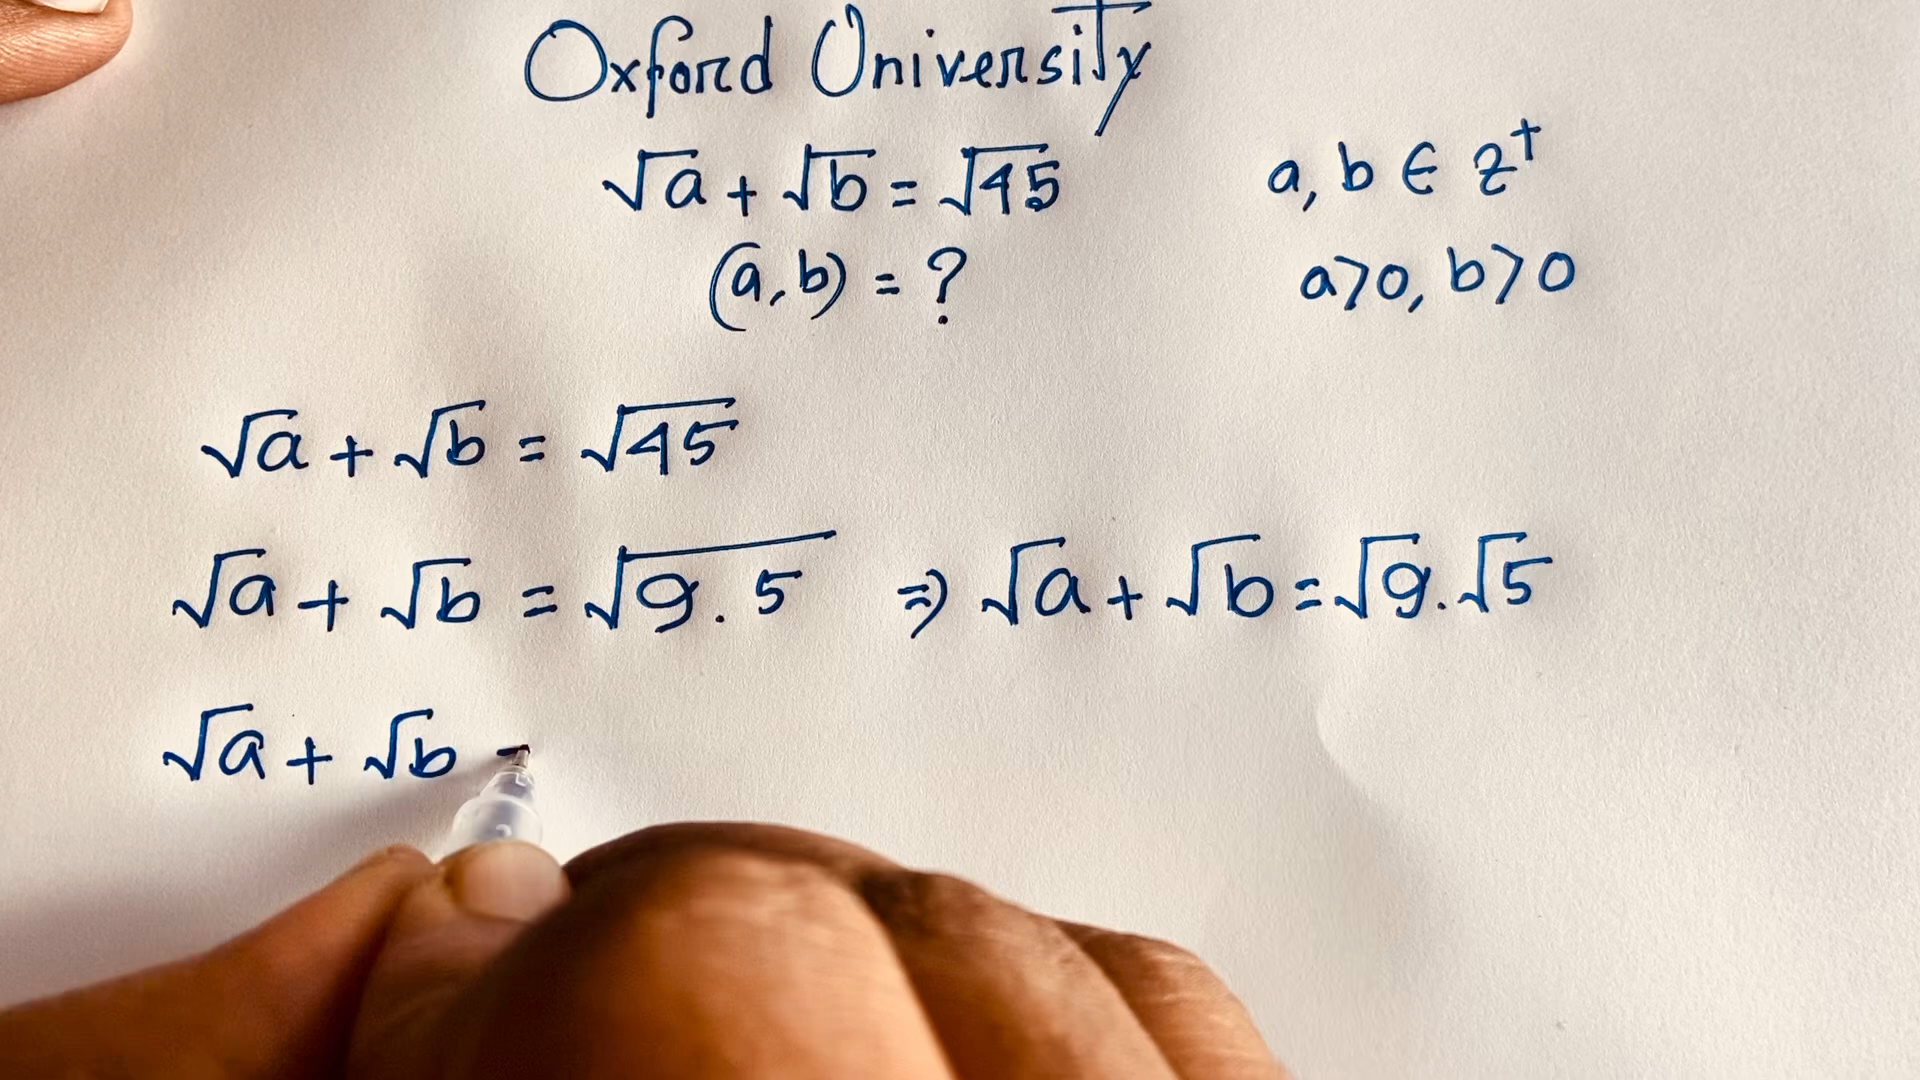 Oxford University
√a + √b = √45
a, b ∈ z⁺
(a, b) = ?
a>0, b>0
√a + √b = √45
√a + √b = √9. 5 ⇒ √a + √b = √9. √5
√a + √b -